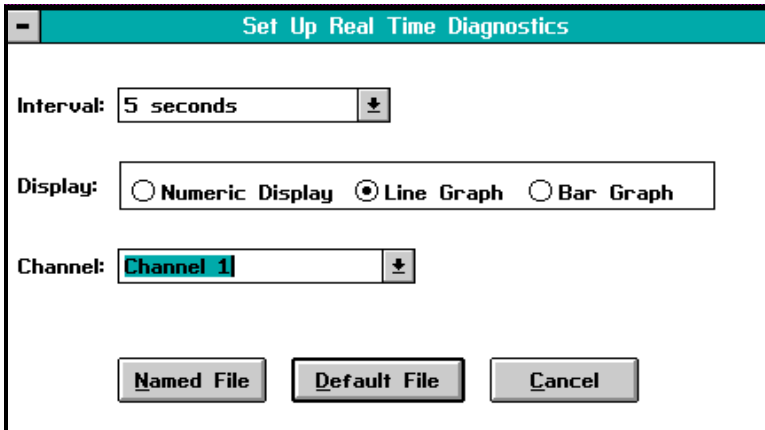 Set Up Real Time Diagnostics
Interval: 5 seconds
Display: Numeric Display Line Graph Bar Graph
Channel: Channel 1
Named File Default File Cancel